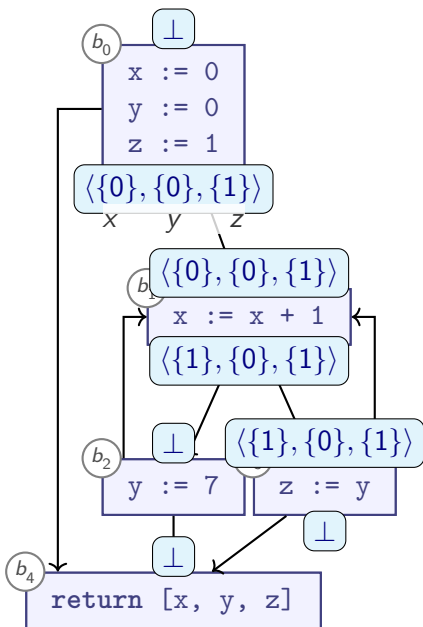 b0
⊥
x := 0
y := 0
z := 1
⟨{0}, {0}, {1}⟩
x y z
⟨{0}, {0}, {1}⟩
x := x + 1
⟨{1}, {0}, {1}⟩
⟨{1}, {0}, {1}⟩
b2
⊥
y := 7
z := y
⊥
⊥
b4
return [x, y, z]